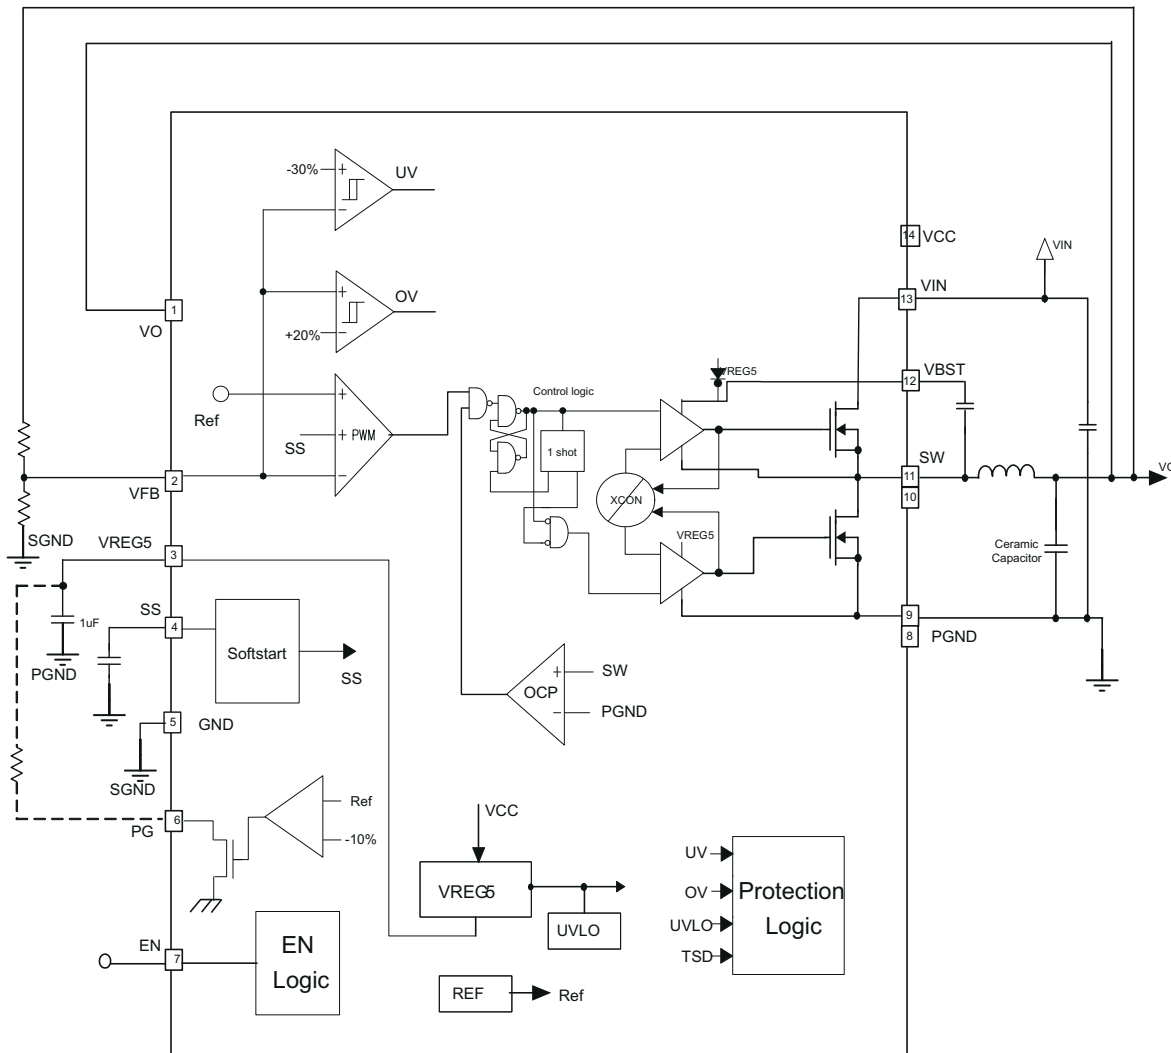 -30%
+
UV
-
+
OV
+20%
-
14
VCC
VIN
VIN
13
1
VO
VBST
12
VREG5
Control logic
Ref
+
SS
+
PWM
-
1 shot
2
VFB
SW
11
10
XCON
SGND
VREG5
3
VREG5
Ceramic
Capacitor
1uF
SS
4
PGND
Softstart
SS
9
8
PGND
+
SW
OCP
-
PGND
5
GND
SGND
Ref
-10%
6
PG
VCC
VREG5
UVLO
UV
OV
UVLO
TSD
Protection
Logic
EN
7
EN
Logic
REF
Ref